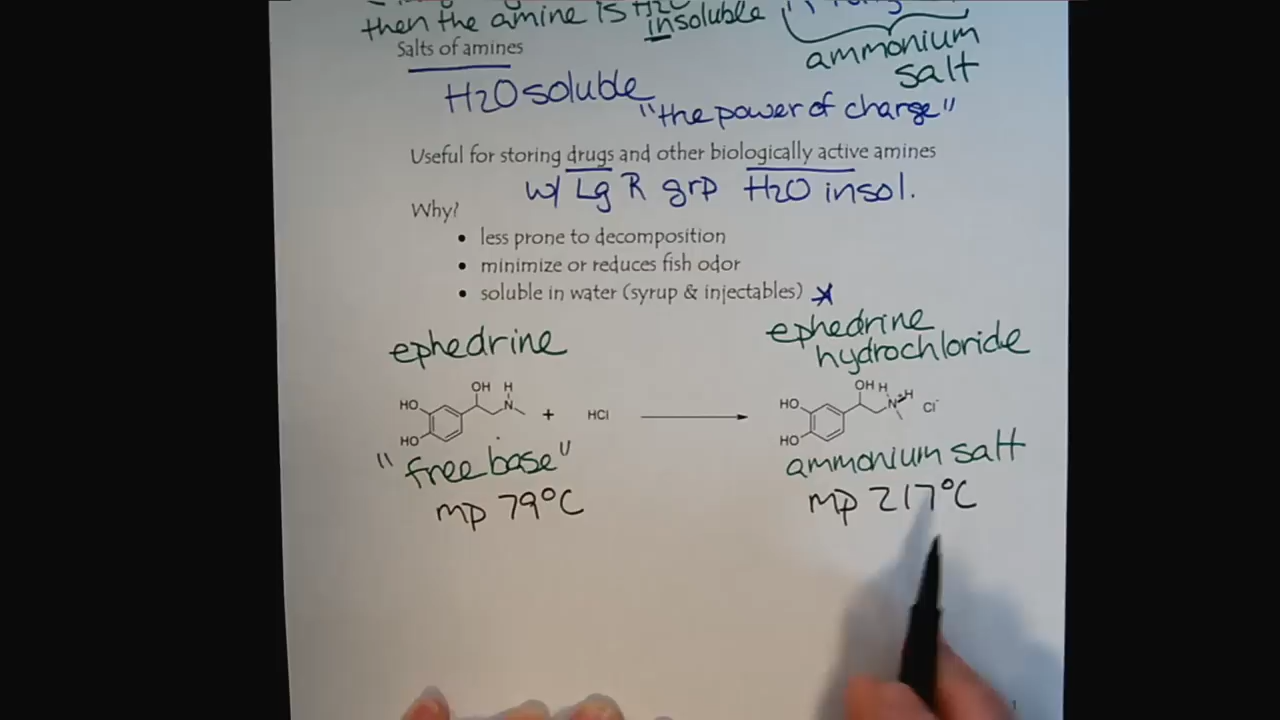 then the amine is H2O insoluble
ammonium salt
Salts of amines
H2O soluble
"the power of charge"
Useful for storing drugs and other biologically active amines
w/ Lg R grp H2O insol.
Why?
• less prone to decomposition
• minimize or reduces fish odor
• soluble in water (syrup & injectables)
ephedrine
ephedrine hydrochloride
OH H
HO N + HCl
HO
OH H
HO N H Cl-
HO
"free base"
ammonium salt
mp 79°C
mp 217°C
1